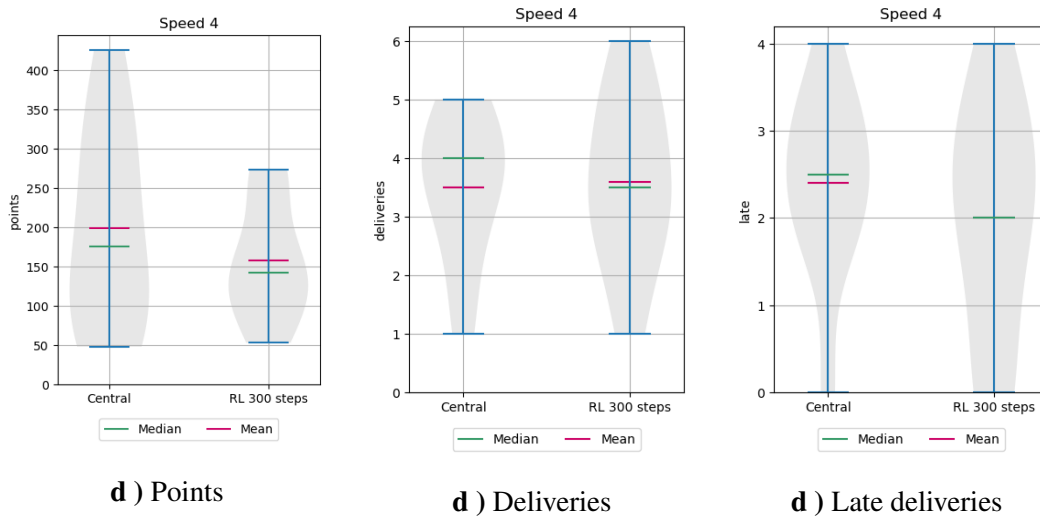 Speed 4
points
400
350
300
250
200
150
100
50
0
Central
RL 300 steps
Median
Mean
d ) Points
Speed 4
deliveries
6
5
4
3
2
1
0
Central
RL 300 steps
Median
Mean
d ) Deliveries
Speed 4
late
4
3
2
1
0
Central
RL 300 steps
Median
Mean
d ) Late deliveries